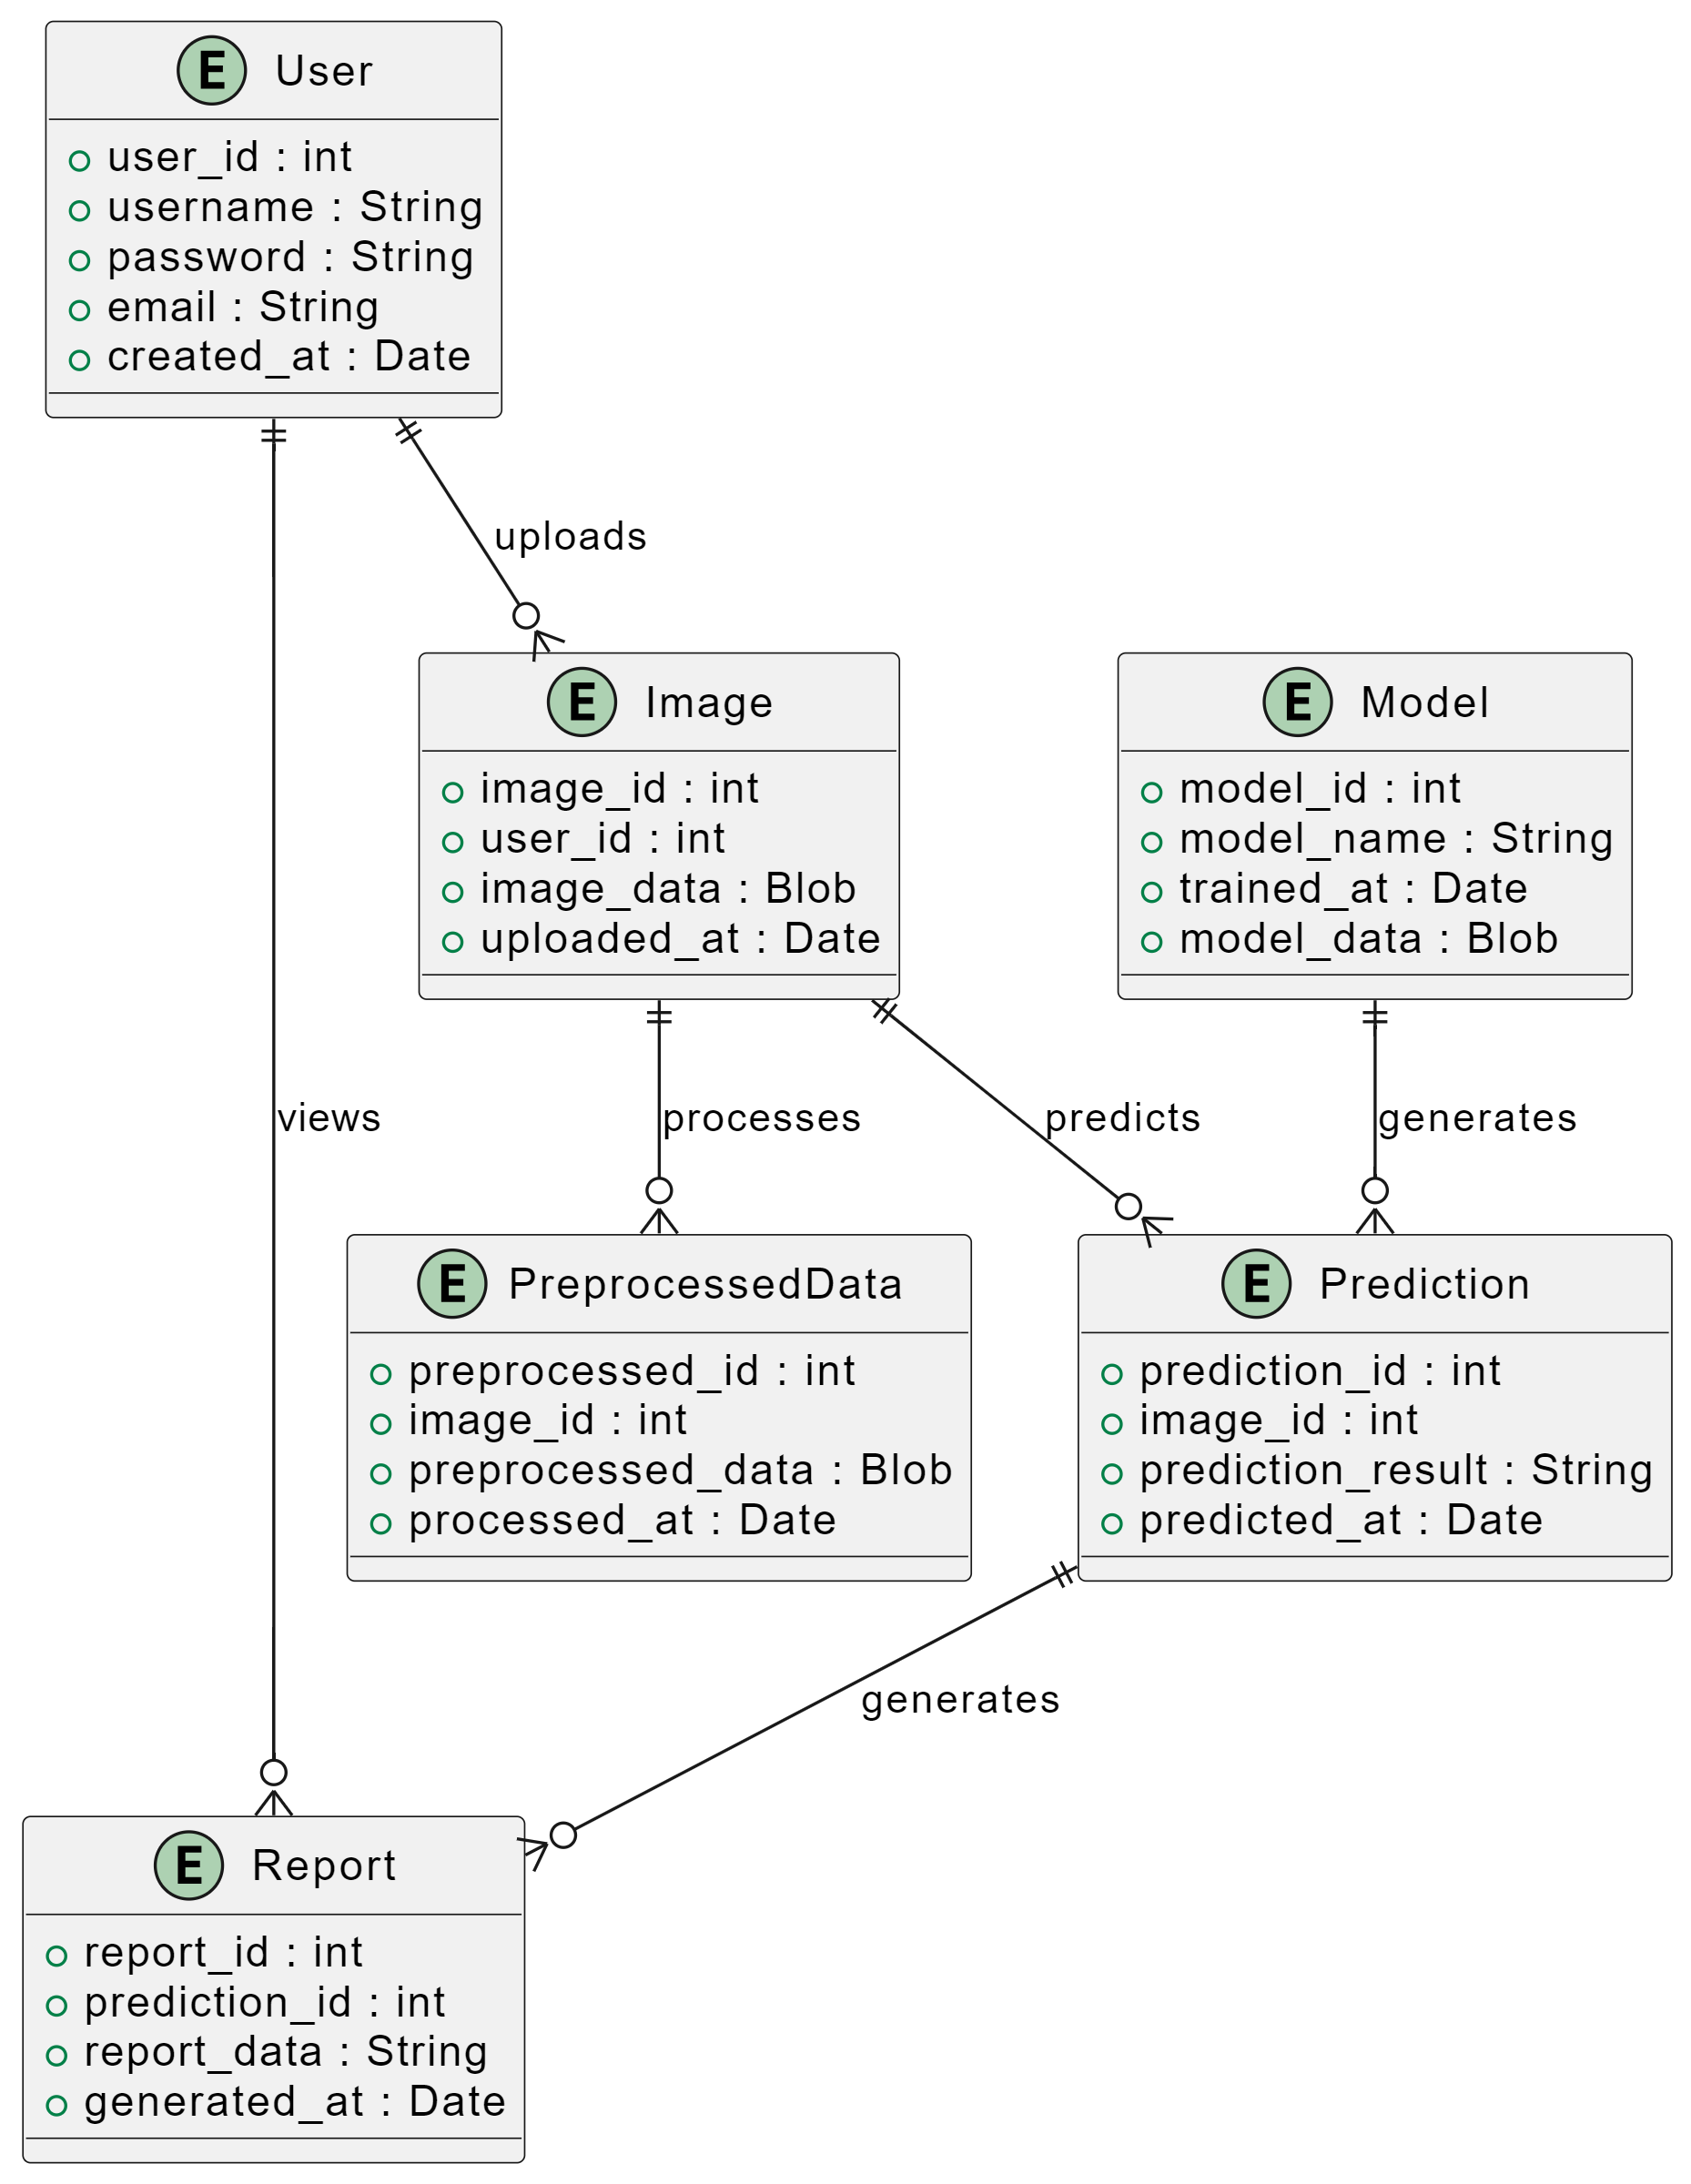 E User
user_id : int
username : String
password : String
email : String
created_at : Date
uploads
E Image
image_id : int
user_id : int
image_data : Blob
uploaded_at : Date
E Model
model_id : int
model_name : String
trained_at : Date
model_data : Blob
views
processes
predicts
generates
E PreprocessedData
preprocessed_id : int
image_id : int
preprocessed_data : Blob
processed_at : Date
E Prediction
prediction_id : int
image_id : int
prediction_result : String
predicted_at : Date
generates
E Report
report_id : int
prediction_id : int
report_data : String
generated_at : Date